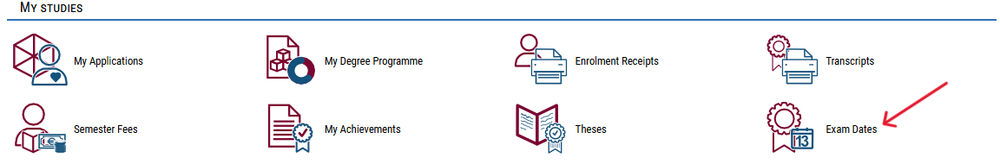 My studies
My Applications
My Degree Programme
Enrolment Receipts
Transcripts
Semester Fees
My Achievements
Theses
Exam Dates
13